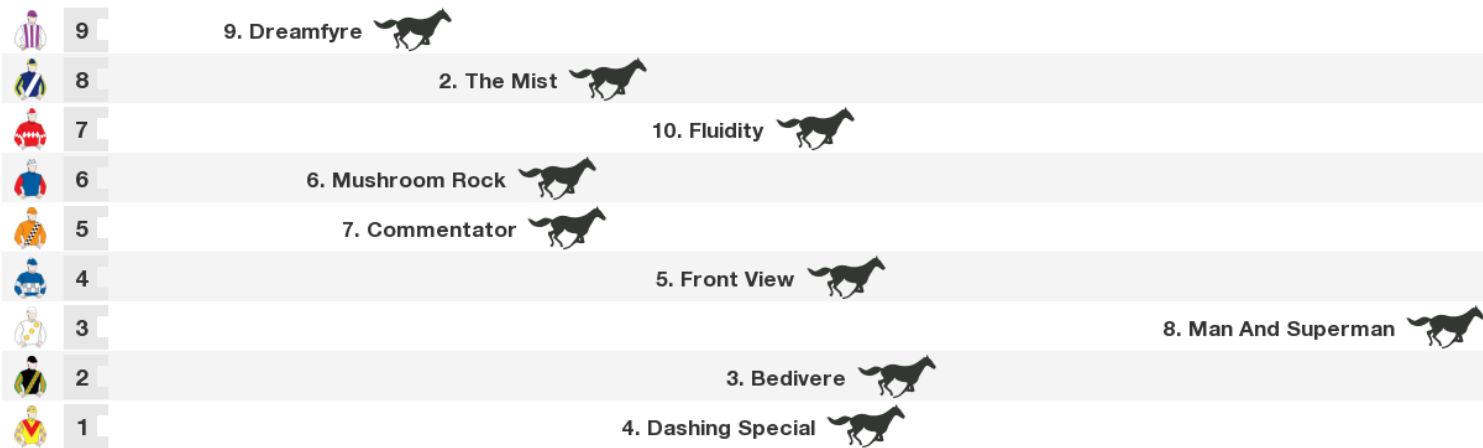 9 9. Dreamfyre
8 2. The Mist
7 10. Fluidity
6 6. Mushroom Rock
5 7. Commentator
4 5. Front View
3 8. Man And Superman
2 3. Bedivere
1 4. Dashing Special